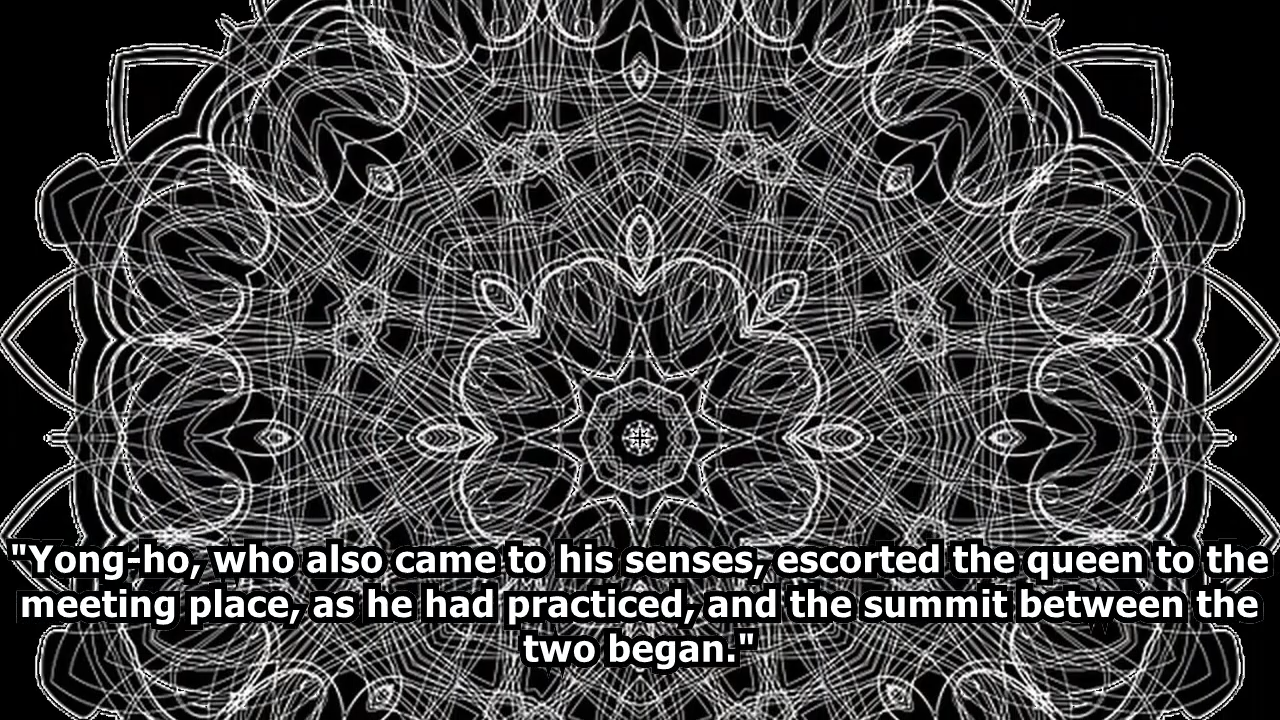 "Yong-ho, who also came to his senses, escorted the queen to the
meeting place, as he had practiced, and the summit between the
two began."